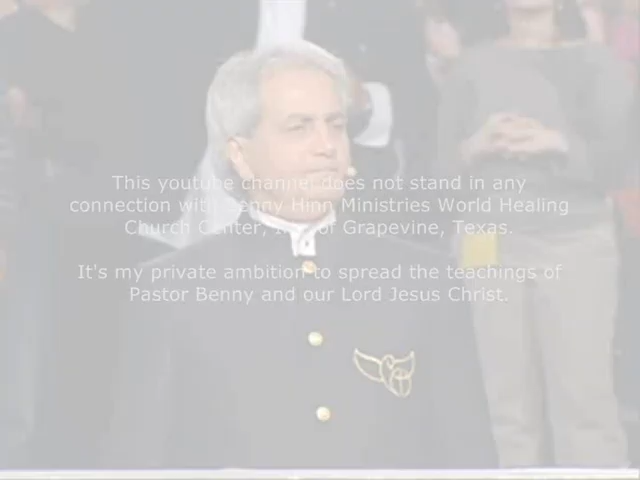 This youtube channel does not stand in any
connection with Benny Hinn Ministries World Healing
Church Center, Inc. of Grapevine, Texas.
It's my private ambition to spread the teachings of
Pastor Benny and our Lord Jesus Christ.